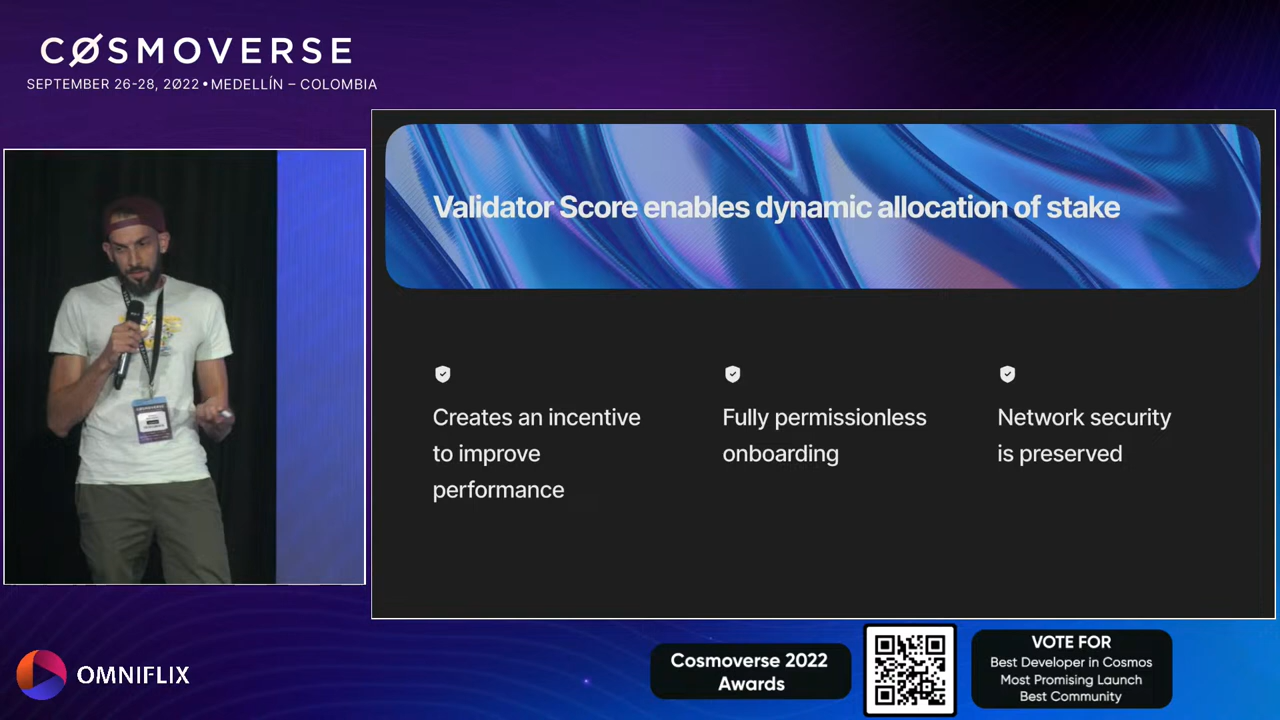 CØSMOVERSE
SEPTEMBER 26-28, 2Ø22 • MEDELLÍN – COLOMBIA
Validator Score enables dynamic allocation of stake
Creates an incentive
to improve
performance
Fully permissionless
onboarding
Network security
is preserved
OMNIFLIX
Cosmoverse 2022
Awards
VOTE FOR
Best Developer in Cosmos
Most Promising Launch
Best Community